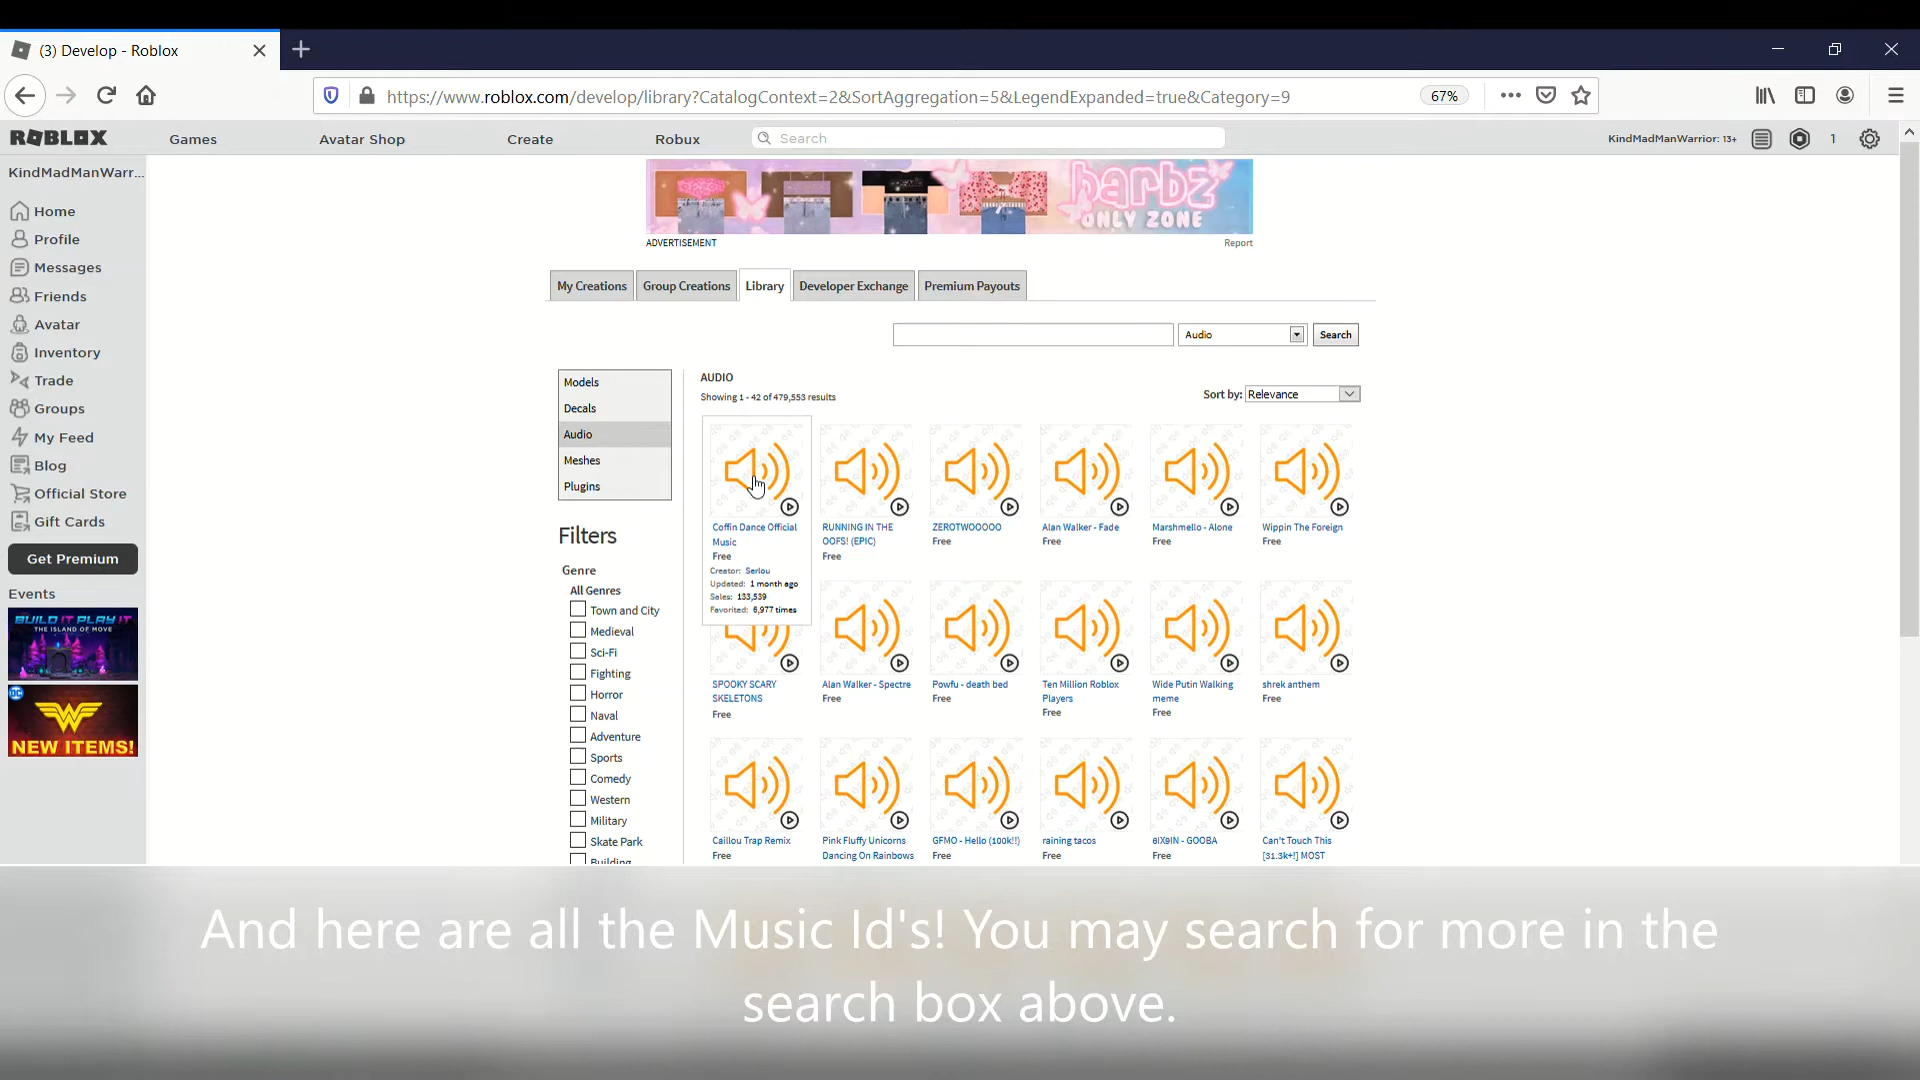 (3) Develop - Roblox
https://www.roblox.com/develop/library?CatalogContext=2&SortAggregation=5&LegendExpanded=true&Category=9
67%
ROBLOX
Games
Avatar Shop
Create
Robux
Search
KindMadManWarrior: 13+
1
KindMadManWarr...
Home
Profile
Messages
Friends
Avatar
Inventory
Trade
Groups
My Feed
Blog
Official Store
Gift Cards
Get Premium
Events
BUILD IT PLAY IT
THE ISLAND OF MOVE
DC
NEW ITEMS!
barbz
ONLY ZONE
ADVERTISEMENT
Report
My Creations
Group Creations
Library
Developer Exchange
Premium Payouts
Audio
Search
Models
Decals
Audio
Meshes
Plugins
Filters
Genre
All Genres
Town and City
Medieval
Sci-Fi
Fighting
Horror
Naval
Adventure
Sports
Comedy
Western
Military
Skate Park
Building
AUDIO
Showing 1 - 42 of 479,553 results
Sort by: Relevance
Coffin Dance Official
Music
Free
Creator: Serlou
Updated: 1 month ago
Sales: 133,539
Favorited: 6,977 times
RUNNING IN THE
OOFS! (EPIC)
Free
ZEROTWOOOOO
Free
Alan Walker - Fade
Free
Marshmello - Alone
Free
Wippin The Foreign
Free
SPOOKY SCARY
SKELETONS
Free
Alan Walker - Spectre
Free
Powfu - death bed
Free
Ten Million Roblox
Players
Free
Wide Putin Walking
meme
Free
shrek anthem
Free
Caillou Trap Remix
Free
Pink Fluffy Unicorns
Dancing On Rainbows
GFMO - Hello (100k!!)
Free
raining tacos
Free
6IX9IN - GOOBA
Free
Can't Touch This
[31.3k+!] MOST
And here are all the Music Id's! You may search for more in the
search box above.